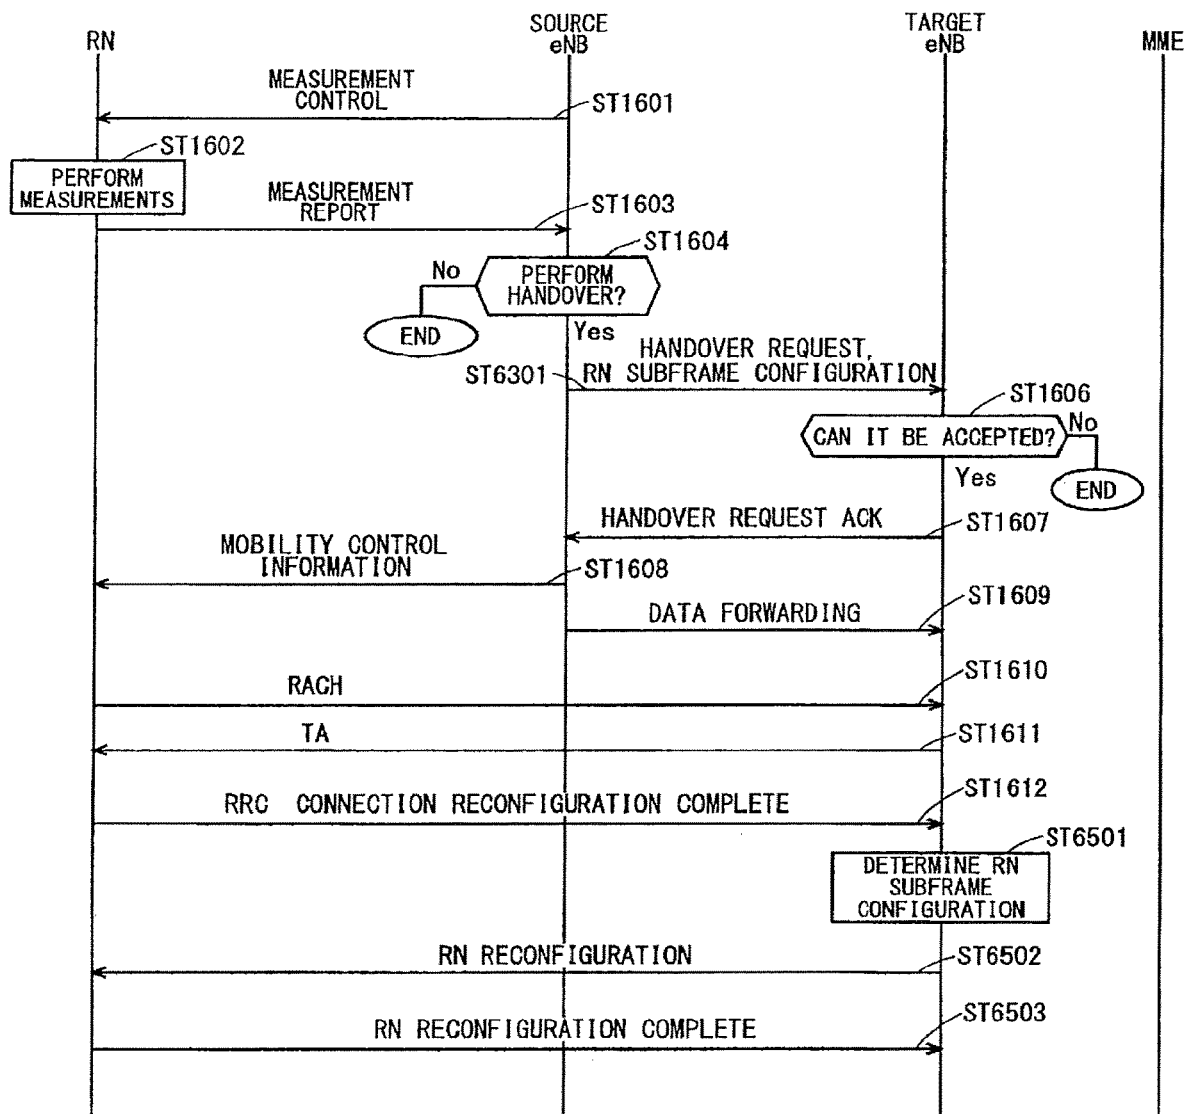 RN
SOURCE
eNB
TARGET
eNB
MME
MEASUREMENT
CONTROL
ST1601
ST1602
PERFORM
MEASUREMENTS
MEASUREMENT
REPORT
ST1603
ST1604
PERFORM
HANDOVER?
No
END
Yes
HANDOVER REQUEST,
RN SUBFRAME CONFIGURATION
ST6301
ST1606
CAN IT BE ACCEPTED?
No
Yes
END
HANDOVER REQUEST ACK
ST1607
MOBILITY CONTROL
INFORMATION
ST1608
ST1609
DATA FORWARDING
ST1610
RACH
TA
ST1611
ST1612
RRC CONNECTION RECONFIGURATION COMPLETE
ST6501
DETERMINE RN
SUBFRAME
CONFIGURATION
RN RECONFIGURATION
ST6502
RN RECONFIGURATION COMPLETE
ST6503